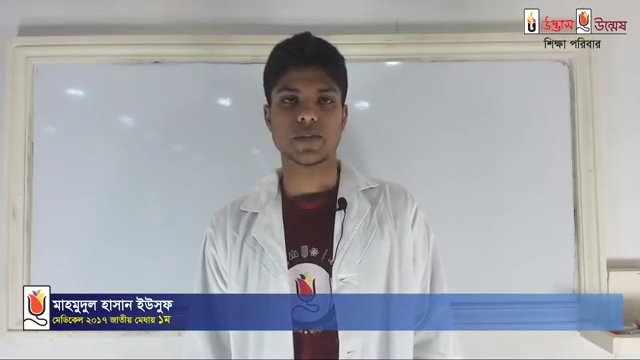 উদ্ভাস উন্মেষ
শিক্ষা পরিবার
মাহমুদুল হাসান ইউসুফ
মেডিকেল ২০১৭ জাতীয় মেধায় ১ম